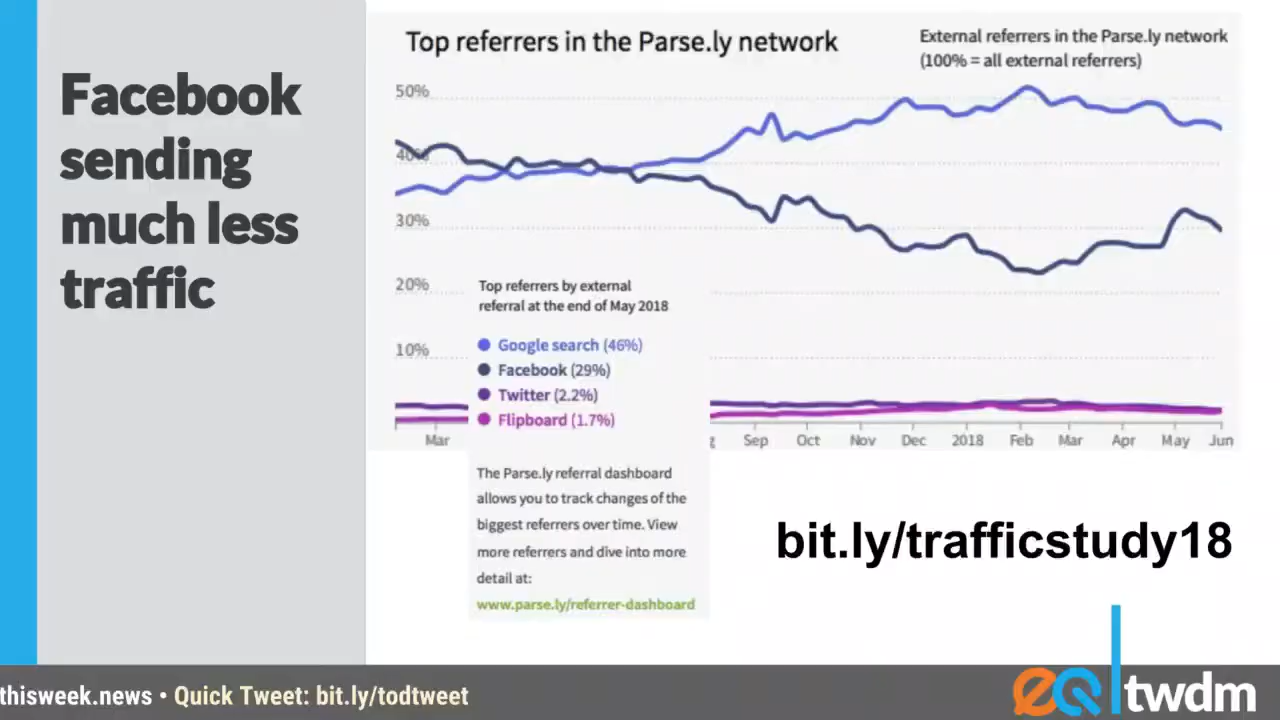 Facebook
sending
much less
traffic
Top referrers in the Parse.ly network
External referrers in the Parse.ly network
(100% = all external referrers)
50%
40%
30%
20%
10%
Top referrers by external
referral at the end of May 2018
Google search (46%)
Facebook (29%)
Twitter (2.2%)
Flipboard (1.7%)
Mar
Sep Oct Nov Dec 2018 Feb Mar Apr May Jun
The Parse.ly referral dashboard
allows you to track changes of the
biggest referrers over time. View
more referrers and dive into more
detail at:
www.parse.ly/referrer-dashboard
bit.ly/trafficstudy18
thisweek.news • Quick Tweet: bit.ly/todtweet
eQ twdm